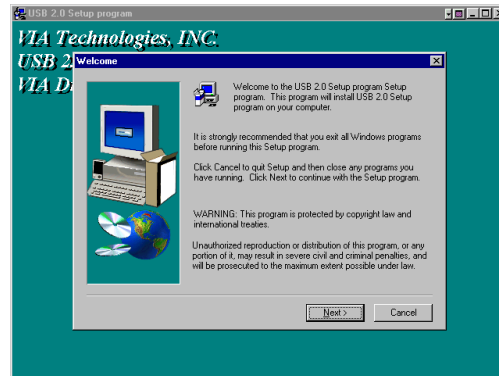 USB 2.0 Setup program
VIA Technologies, INC.
USB 2
VIA D
Welcome
Welcome to the USB 2.0 Setup program Setup
program. This program will install USB 2.0 Setup
program on your computer.
It is strongly recommended that you exit all Windows programs
before running this Setup program.
Click Cancel to quit Setup and then close any programs you
have running. Click Next to continue with the Setup program.
WARNING: This program is protected by copyright law and
international treaties.
Unauthorized reproduction or distribution of this program, or any
portion of it, may result in severe civil and criminal penalties, and
will be prosecuted to the maximum extent possible under law.
Next >
Cancel